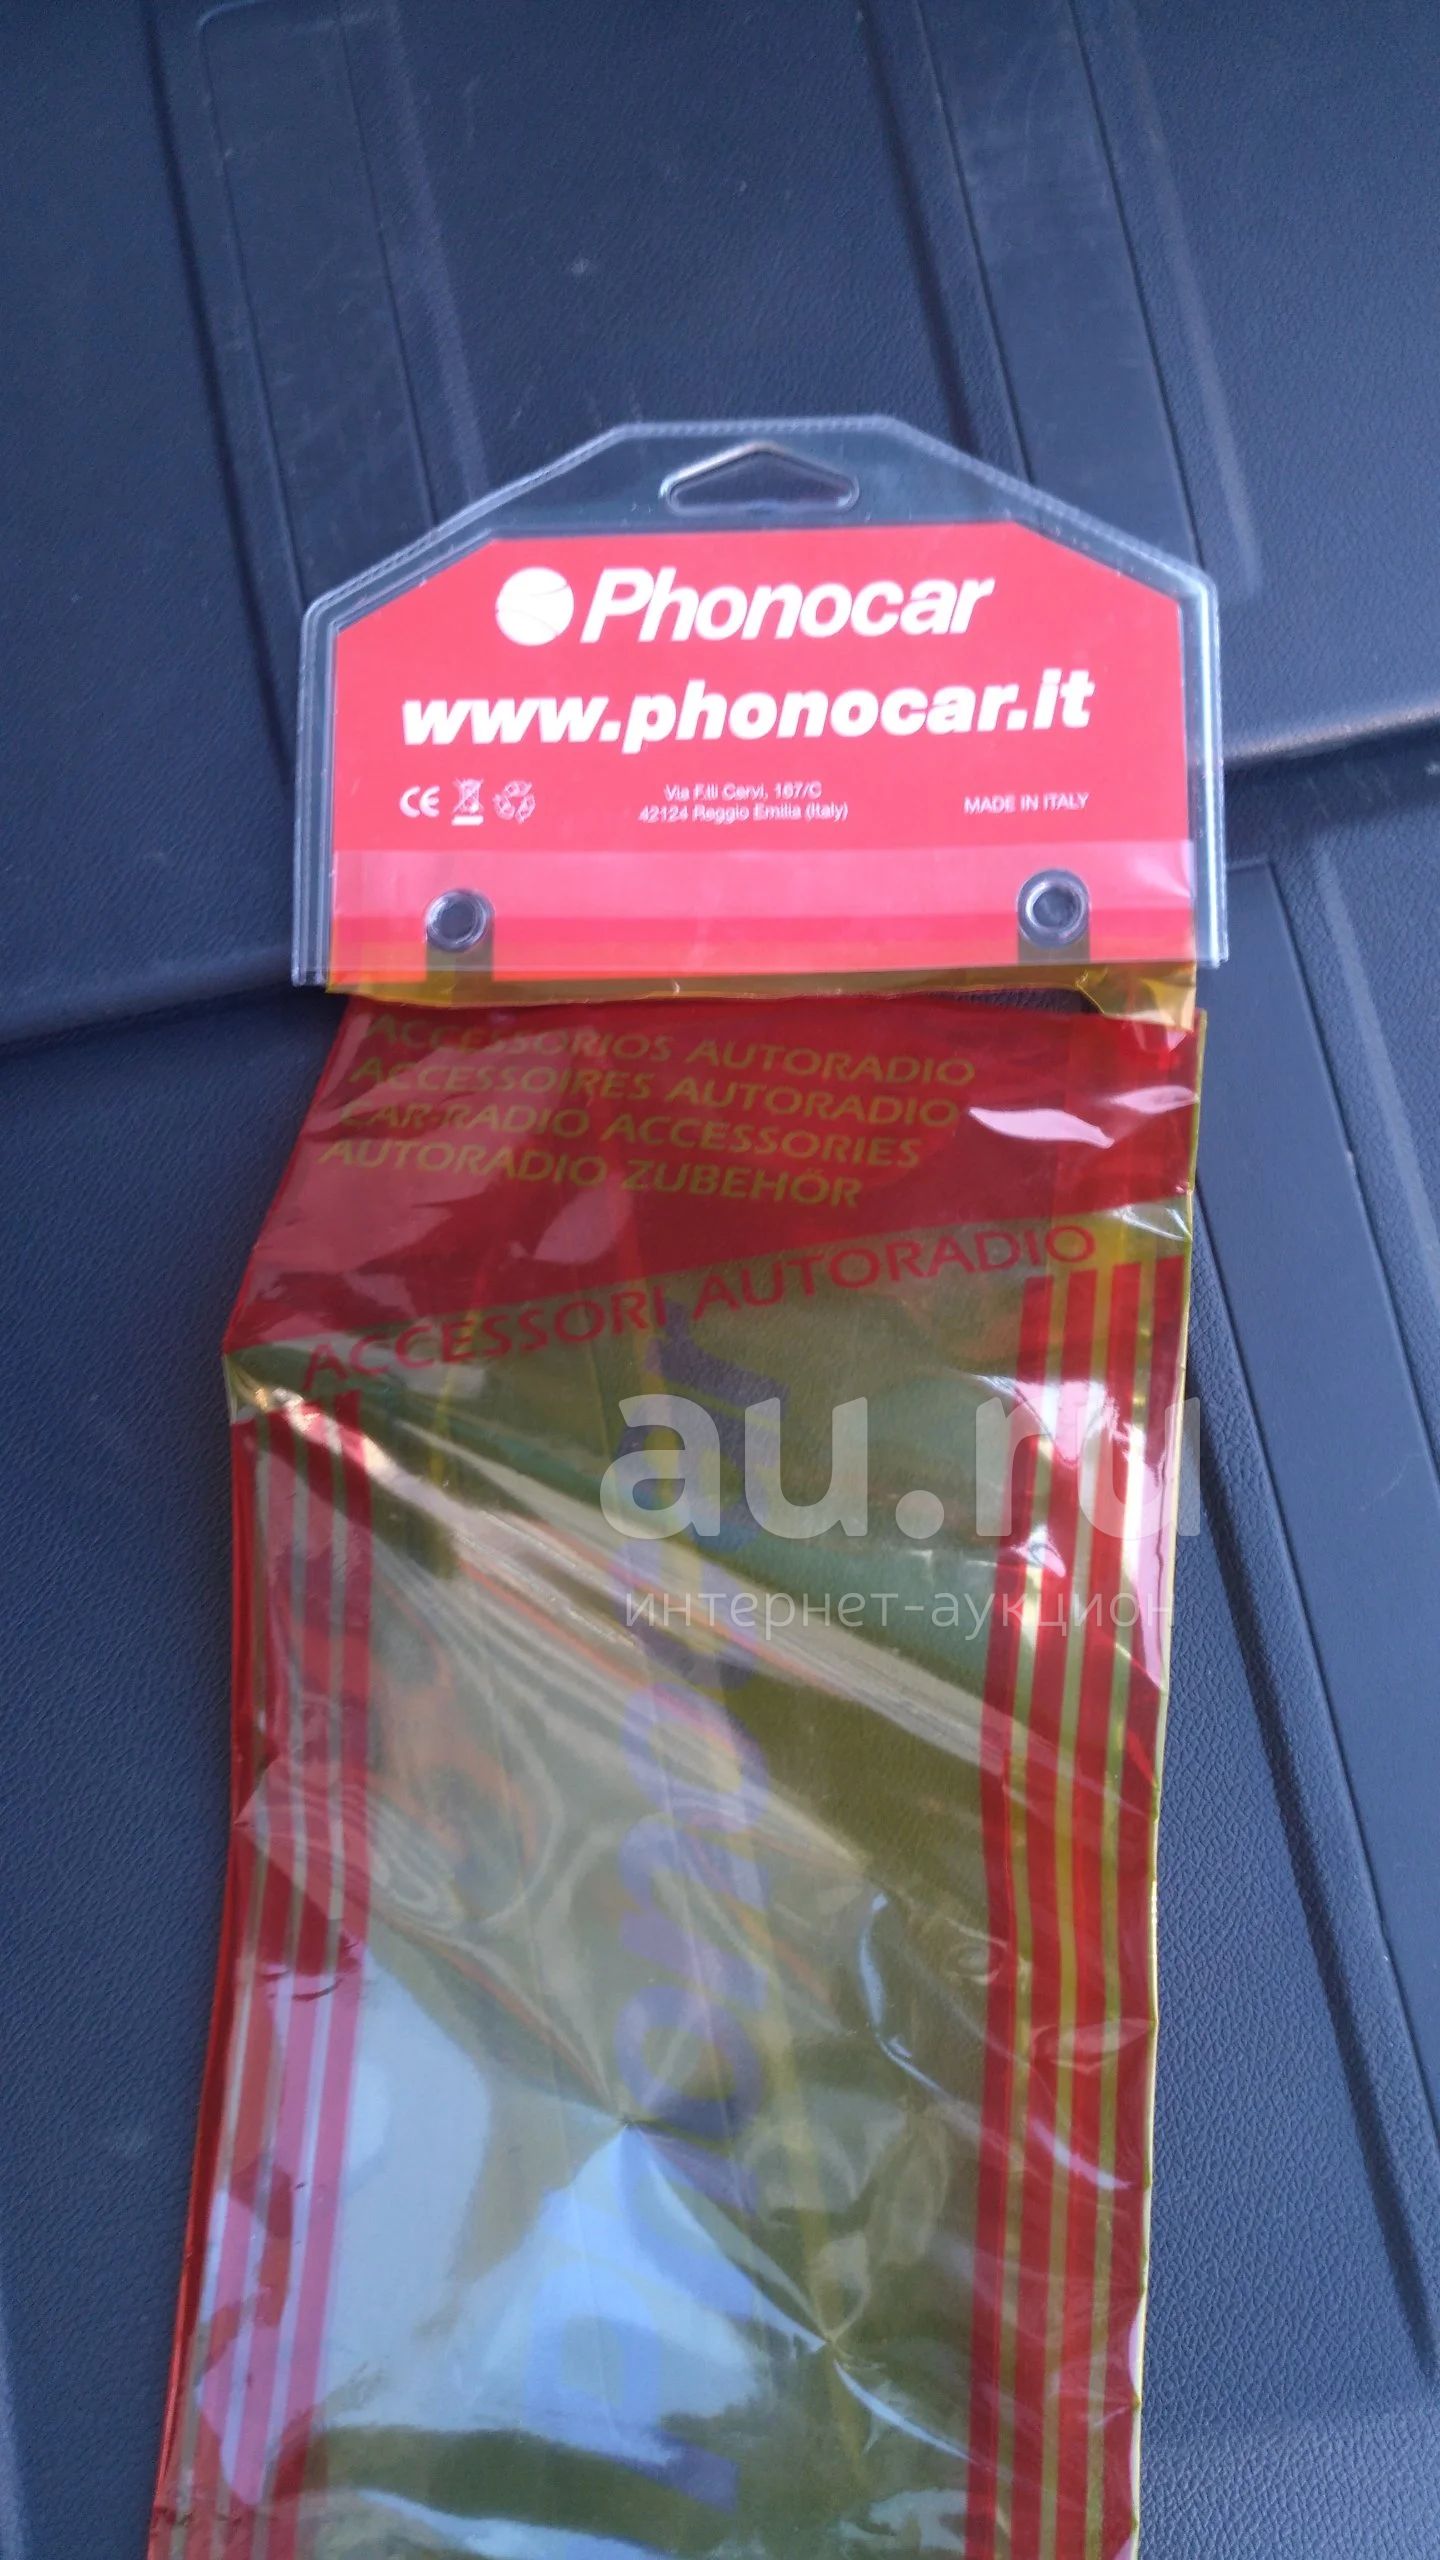 Phonocar
www.phonocar.it
CE
Via F.lli Cervi, 167/C
42124 Reggio Emilia (Italy)
MADE IN ITALY
ACCESSORIOS AUTORADIO
ACCESSOIRES AUTORADIO
CAR-RADIO ACCESSORIES
AUTORADIO ZUBEHÖR
ACCESSORI AUTORADIO
au.ru
интернет-аукцион
phonocar